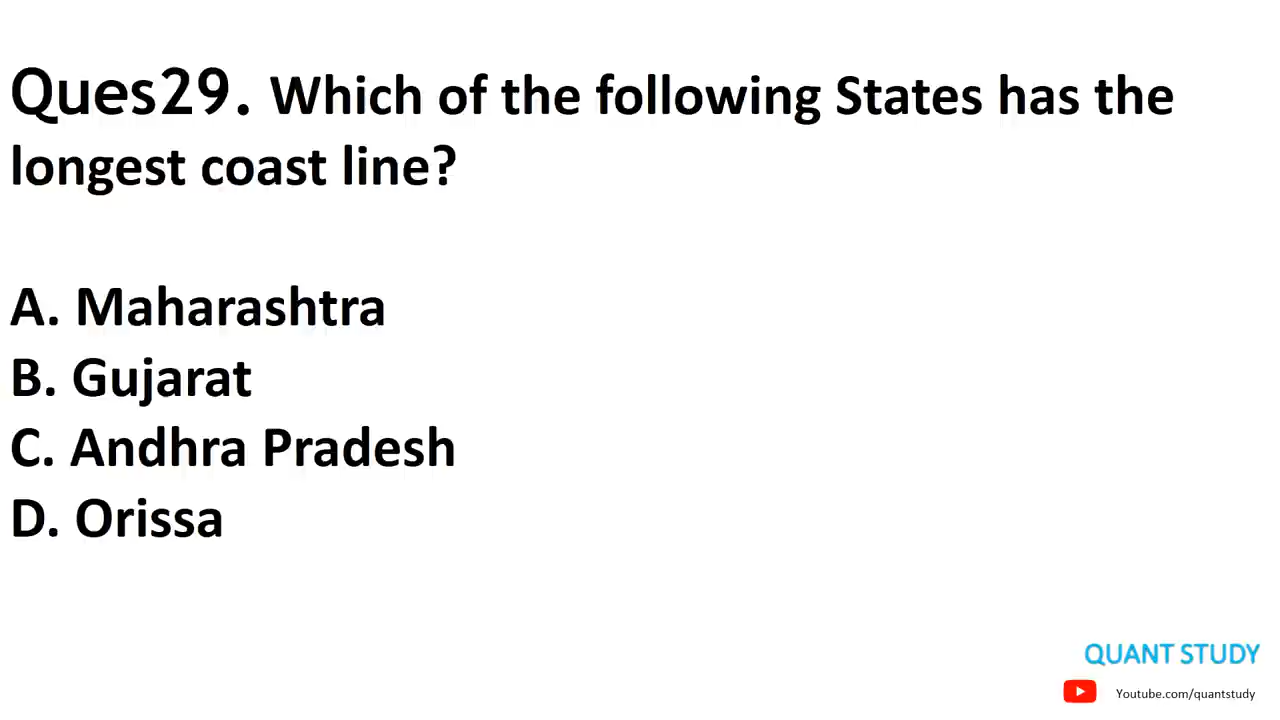 Ques29. Which of the following States has the
longest coast line?
A. Maharashtra
B. Gujarat
C. Andhra Pradesh
D. Orissa
QUANT STUDY
Youtube.com/quantstudy